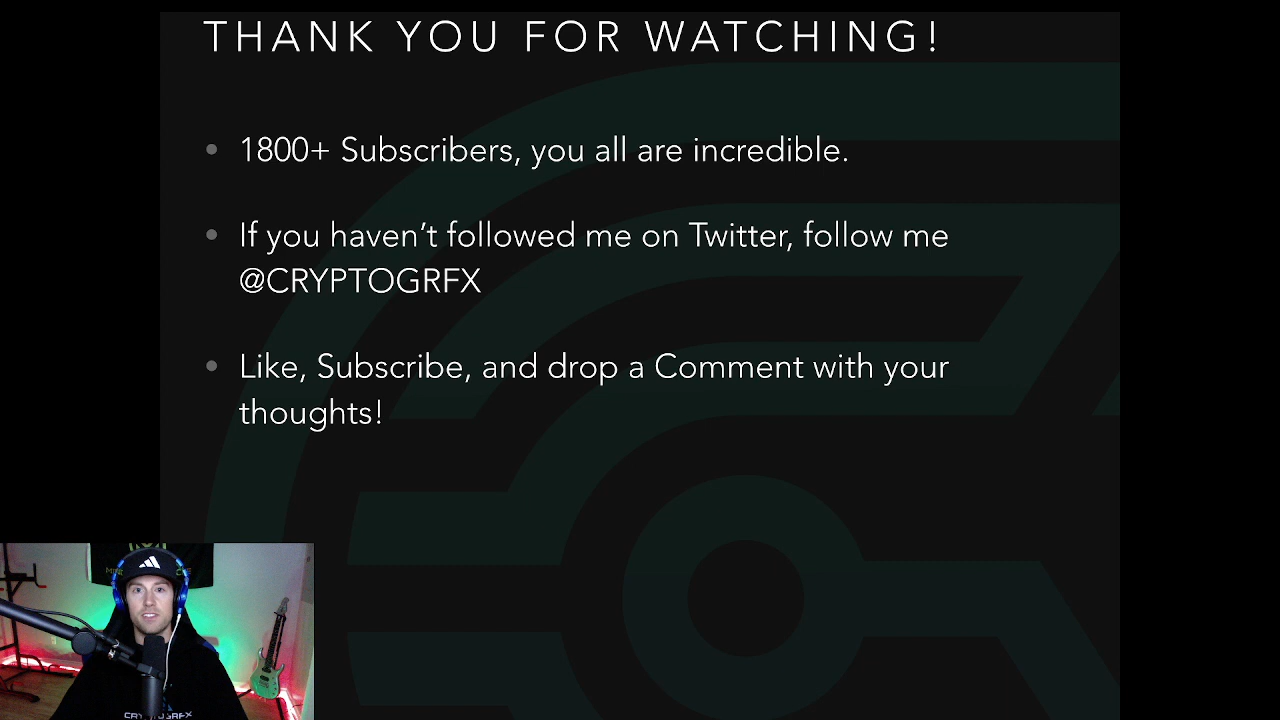 THANK YOU FOR WATCHING!
1800+ Subscribers, you all are incredible.
If you haven’t followed me on Twitter, follow me
@CRYPTOGRFX
Like, Subscribe, and drop a Comment with your
thoughts!
CRYPTOGRFX